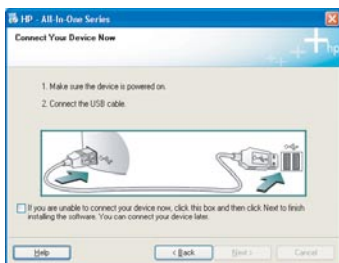 HP - All-In-One Series
Connect Your Device Now
hp
1. Make sure the device is powered on.
2. Connect the USB cable.
If you are unable to connect your device now, click this box and then click Next to finish
installing the software. You can connect your device later.
Help
< Back
Next >
Cancel